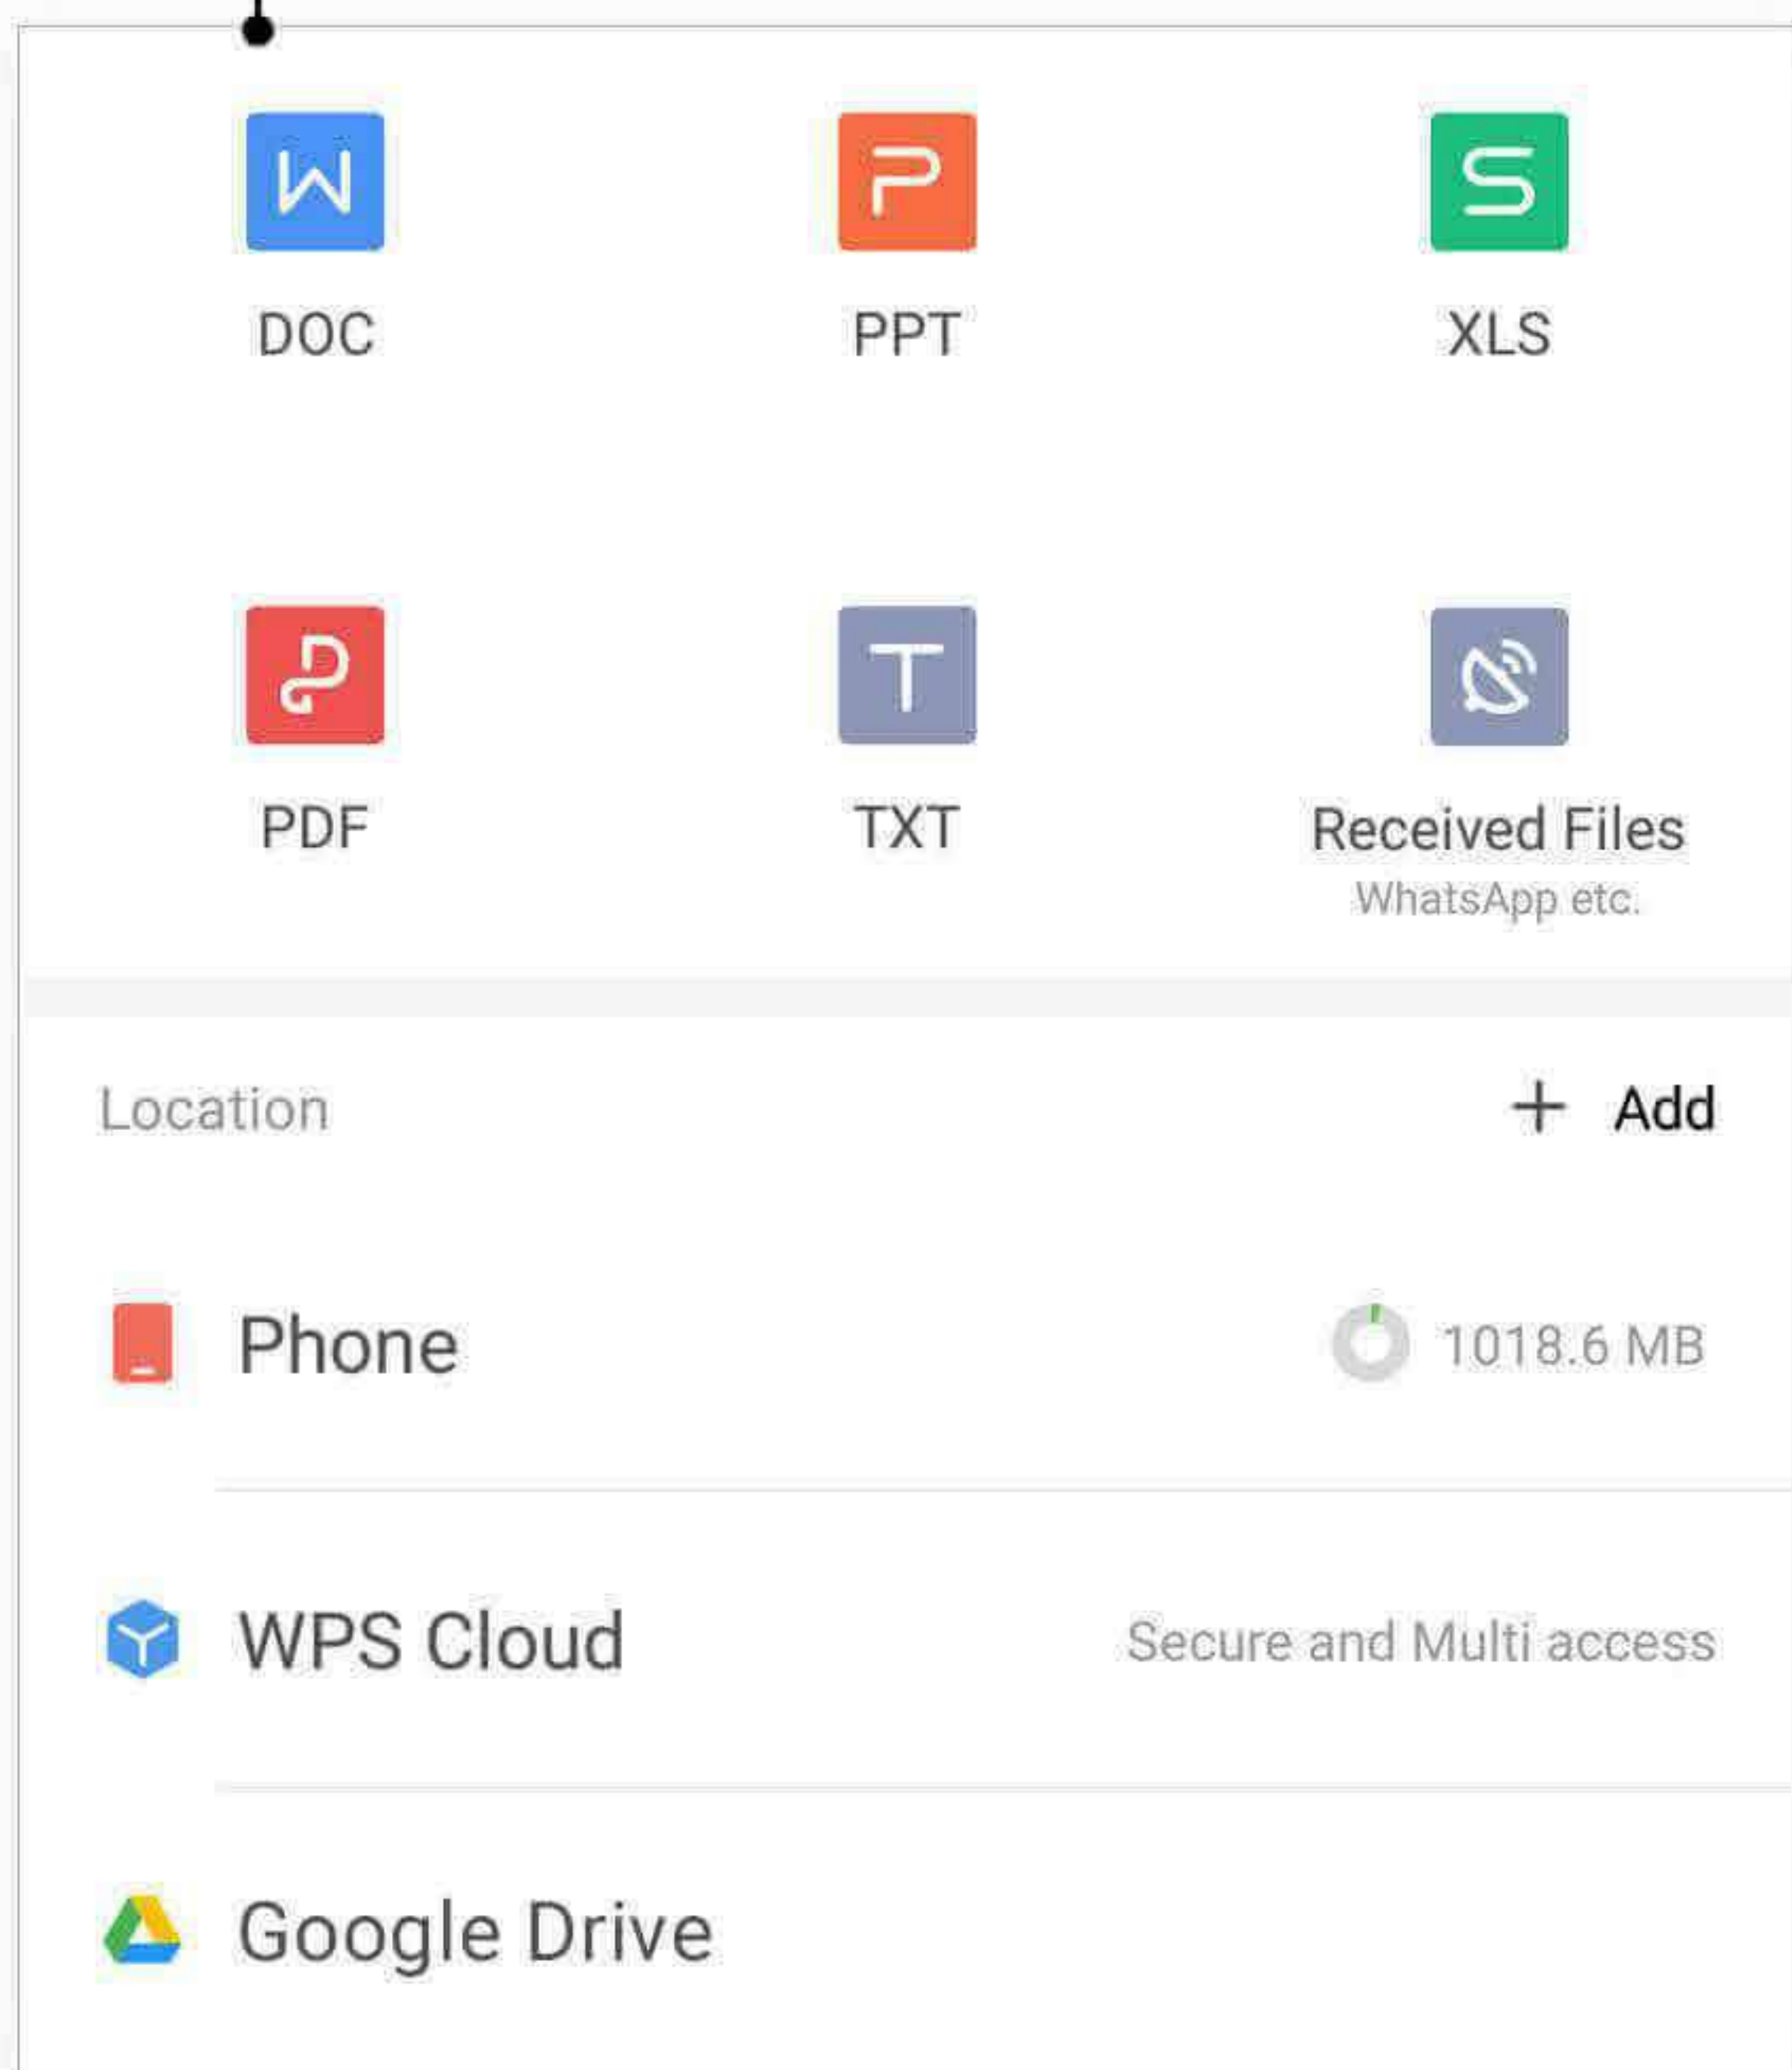 W P S
DOC PPT XLS
P T
PDF TXT Received Files
WhatsApp etc.
Location + Add
Phone 1018.6 MB
WPS Cloud Secure and Multi access
Google Drive